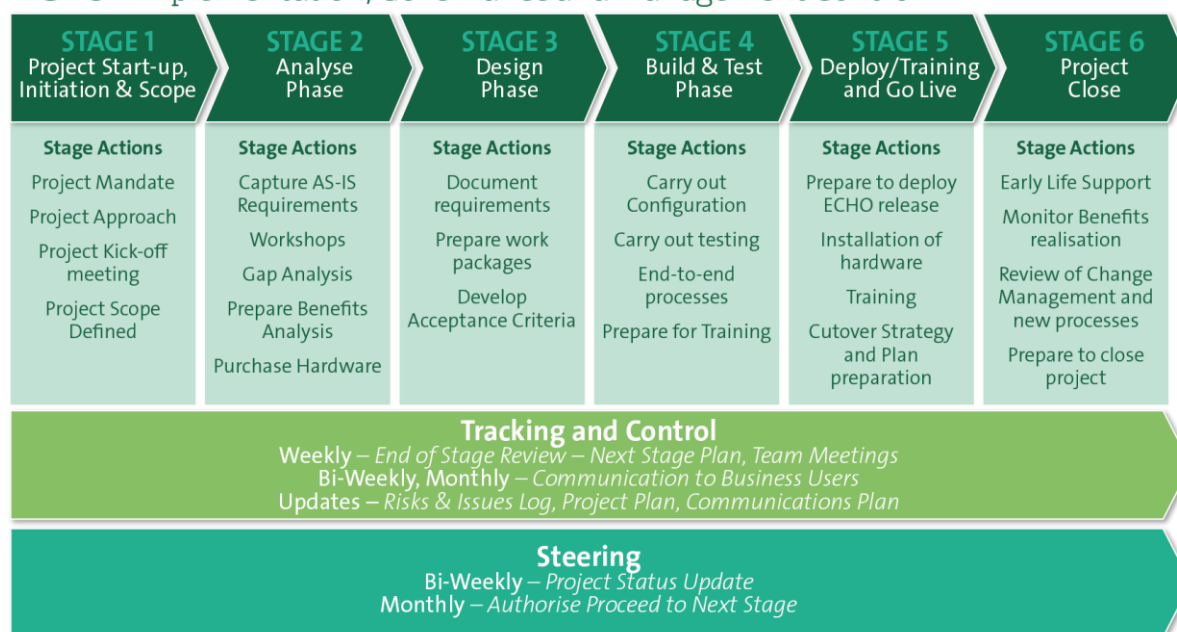 STAGE 1
Project Start-up,
Initiation & Scope
STAGE 2
Analyse
Phase
STAGE 3
Design
Phase
STAGE 4
Build & Test
Phase
STAGE 5
Deploy/Training
and Go Live
STAGE 6
Project
Close
Stage Actions
Project Mandate
Project Approach
Project Kick-off
meeting
Project Scope
Defined
Stage Actions
Capture AS-IS
Requirements
Workshops
Gap Analysis
Prepare Benefits
Analysis
Purchase Hardware
Stage Actions
Document
requirements
Prepare work
packages
Develop
Acceptance Criteria
Stage Actions
Carry out
Configuration
Carry out testing
End-to-end
processes
Prepare for Training
Stage Actions
Prepare to deploy
ECHO release
Installation of
hardware
Training
Cutover Strategy
and Plan
preparation
Stage Actions
Early Life Support
Monitor Benefits
realisation
Review of Change
Management and
new processes
Prepare to close
project
Tracking and Control
Weekly – End of Stage Review – Next Stage Plan, Team Meetings
Bi-Weekly, Monthly – Communication to Business Users
Updates – Risks & Issues Log, Project Plan, Communications Plan
Steering
Bi-Weekly – Project Status Update
Monthly – Authorise Proceed to Next Stage